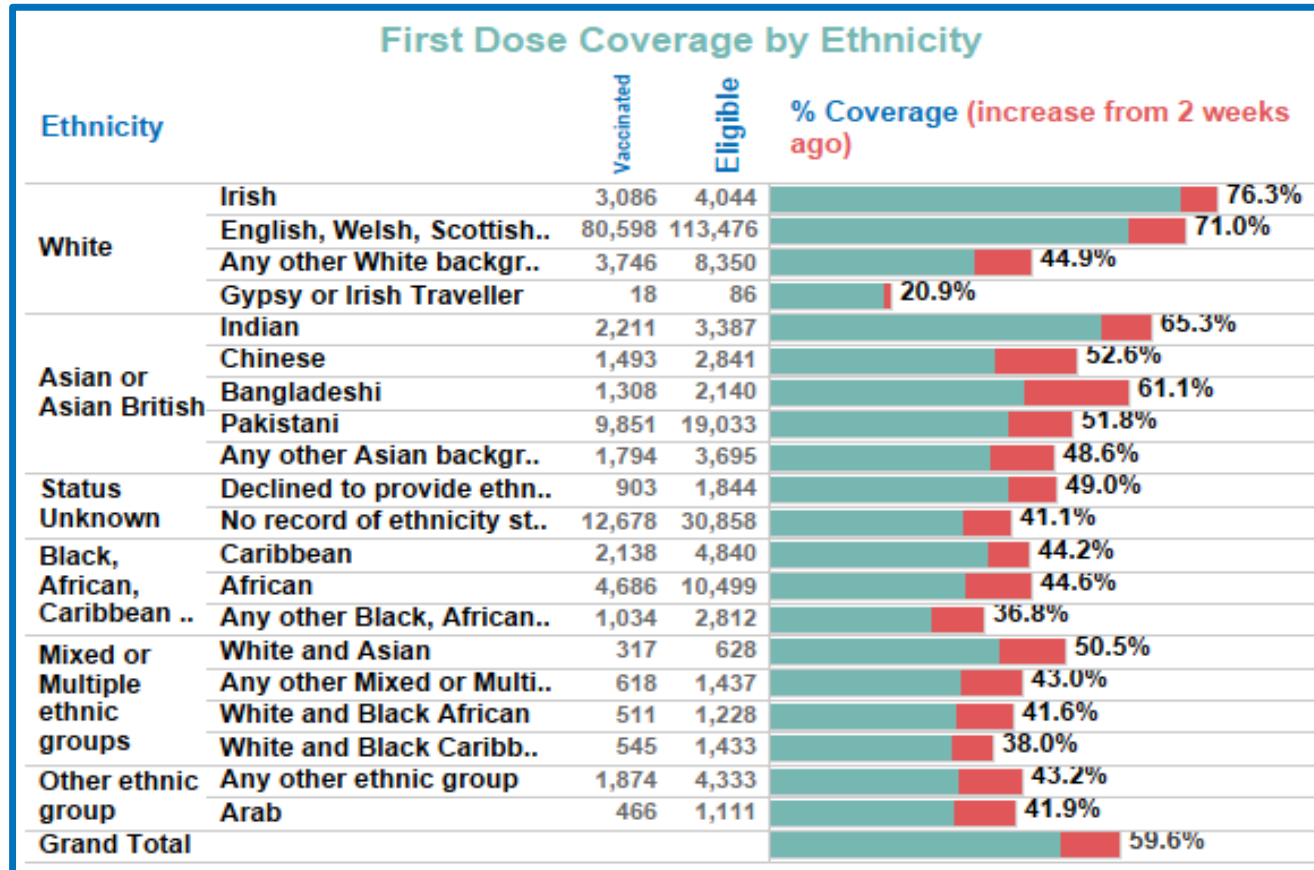 First Dose Coverage by Ethnicity
Ethnicity Vaccinated Eligible % Coverage (increase from 2 weeks
ago)
White
Irish 3,086 4,044 76.3%
English, Welsh, Scottish.. 80,598 113,476 71.0%
Any other White backgr.. 3,746 8,350 44.9%
Gypsy or Irish Traveller 18 86 20.9%
Asian or
Asian British
Indian 2,211 3,387 65.3%
Chinese 1,493 2,841 52.6%
Bangladeshi 1,308 2,140 61.1%
Pakistani 9,851 19,033 51.8%
Any other Asian backgr.. 1,794 3,695 48.6%
Status
Unknown
Declined to provide ethn.. 903 1,844 49.0%
No record of ethnicity st.. 12,678 30,858 41.1%
Black,
African,
Caribbean ..
Caribbean 2,138 4,840 44.2%
African 4,686 10,499 44.6%
Any other Black, African.. 1,034 2,812 36.8%
Mixed or
Multiple
ethnic
groups
White and Asian 317 628 50.5%
Any other Mixed or Multi.. 618 1,437 43.0%
White and Black African 511 1,228 41.6%
White and Black Caribb.. 545 1,433 38.0%
Other ethnic
group
Any other ethnic group 1,874 4,333 43.2%
Arab 466 1,111 41.9%
Grand Total 59.6%